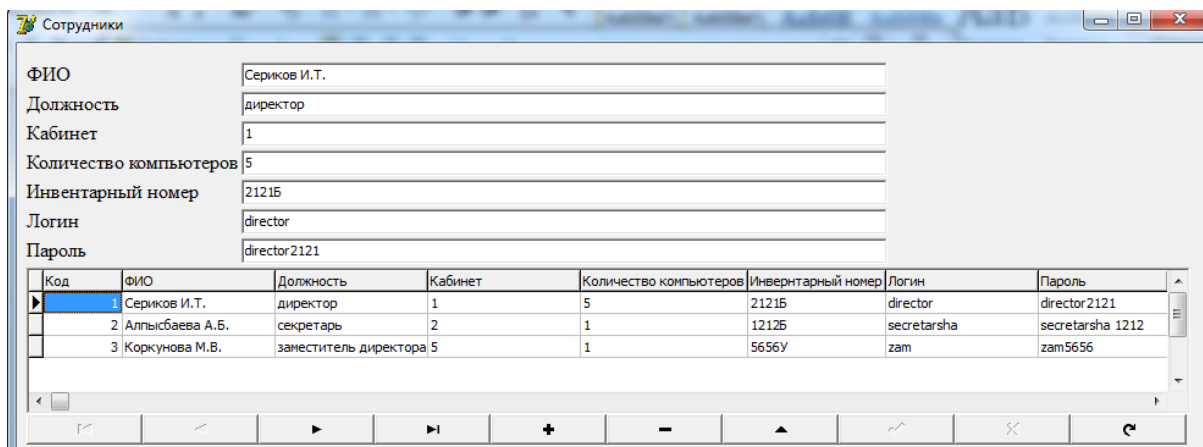 Сотрудники
ФИО Сериков И.Т.
Должность директор
Кабинет 1
Количество компьютеров 5
Инвентарный номер 2121Б
Логин director
Пароль director2121
Код ФИО Должность Кабинет Количество компьютеров Инвернтарный номер Логин Пароль
1 Сериков И.Т. директор 1 5 2121Б director director2121
2 Алпысбаева А.Б. секретарь 2 1 1212Б secretarsha secretarsha 1212
3 Коркунова М.В. заместитель директора 5 1 5656У zam zam5656